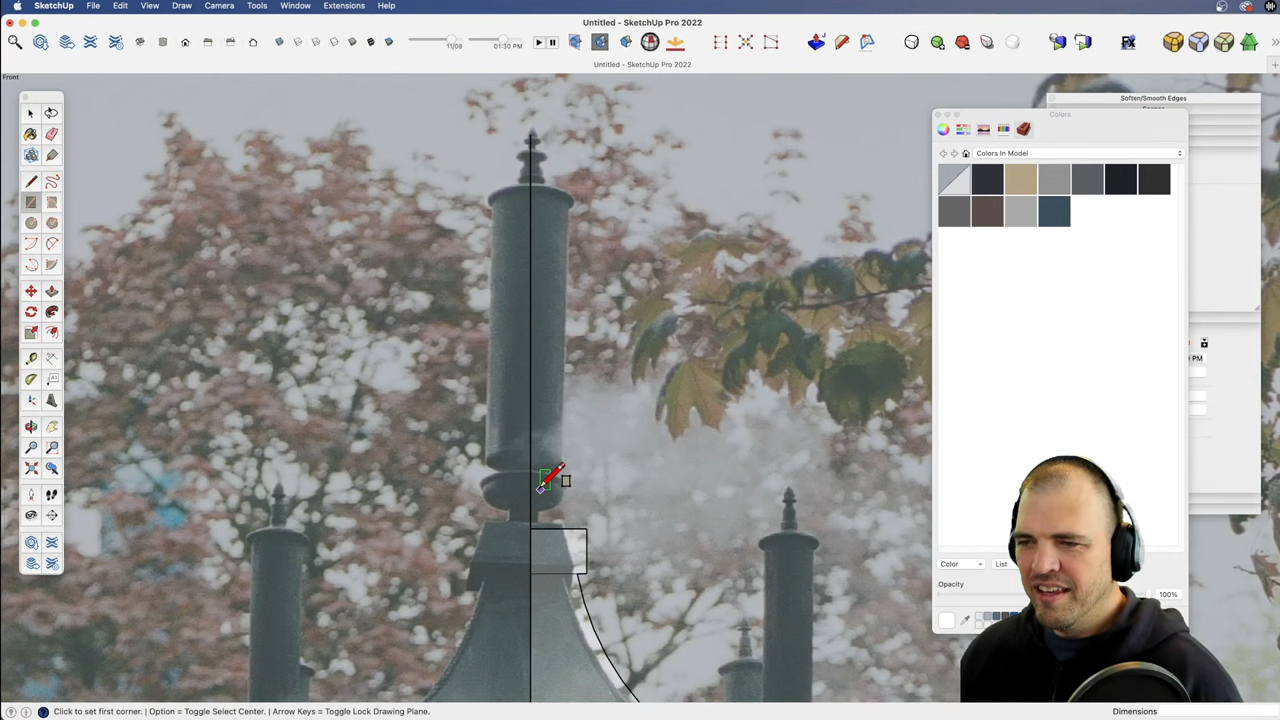 SketchUp File Edit View Draw Camera Tools Window Extensions Help
Untitled - SketchUp Pro 2022
11/08 01:30 PM
Untitled - SketchUp Pro 2022
Front
Soften/Smooth Edges
Colors
Colors In Model
PM
Color List
Opacity
100%
Click to set first corner. | Option = Toggle Select Center. | Arrow Keys = Toggle Lock Drawing Plane. Dimensions